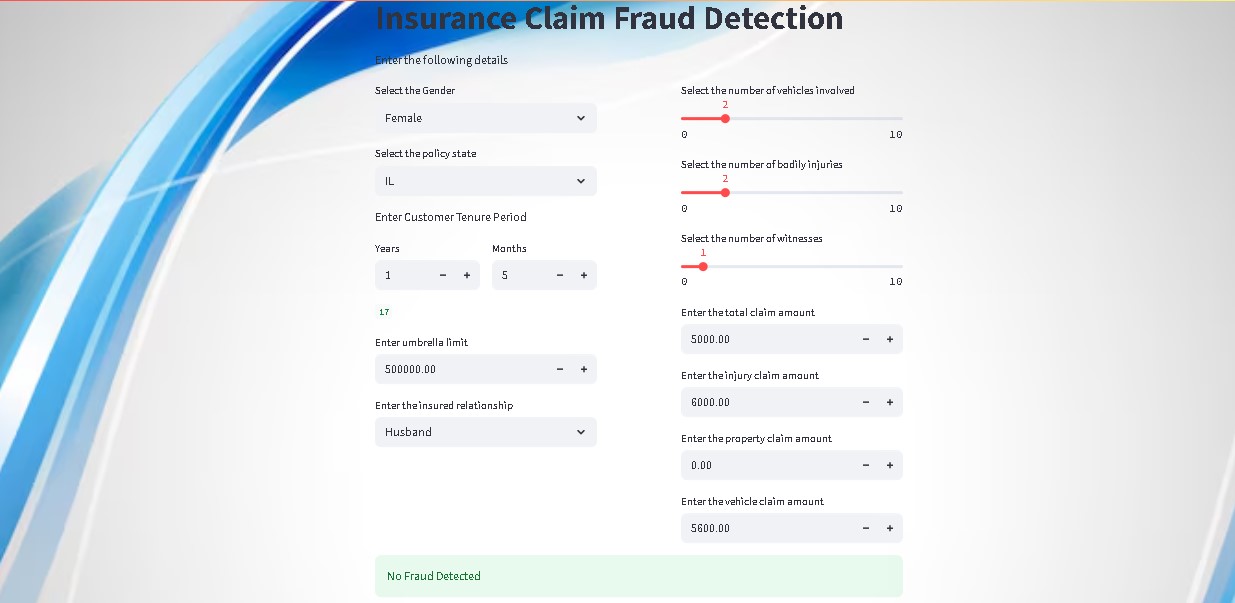 Insurance Claim Fraud Detection
Enter the following details
Select the Gender
Female
Select the policy state
IL
Enter Customer Tenure Period
Years
Months
1 − +
5 − +
17
Enter umbrella limit
500000.00 − +
Enter the insured relationship
Husband
Select the number of vehicles involved
2
0 10
Select the number of bodily injuries
2
0 10
Select the number of witnesses
1
0 10
Enter the total claim amount
5000.00 − +
Enter the injury claim amount
6000.00 − +
Enter the property claim amount
0.00 − +
Enter the vehicle claim amount
5600.00 − +
No Fraud Detected